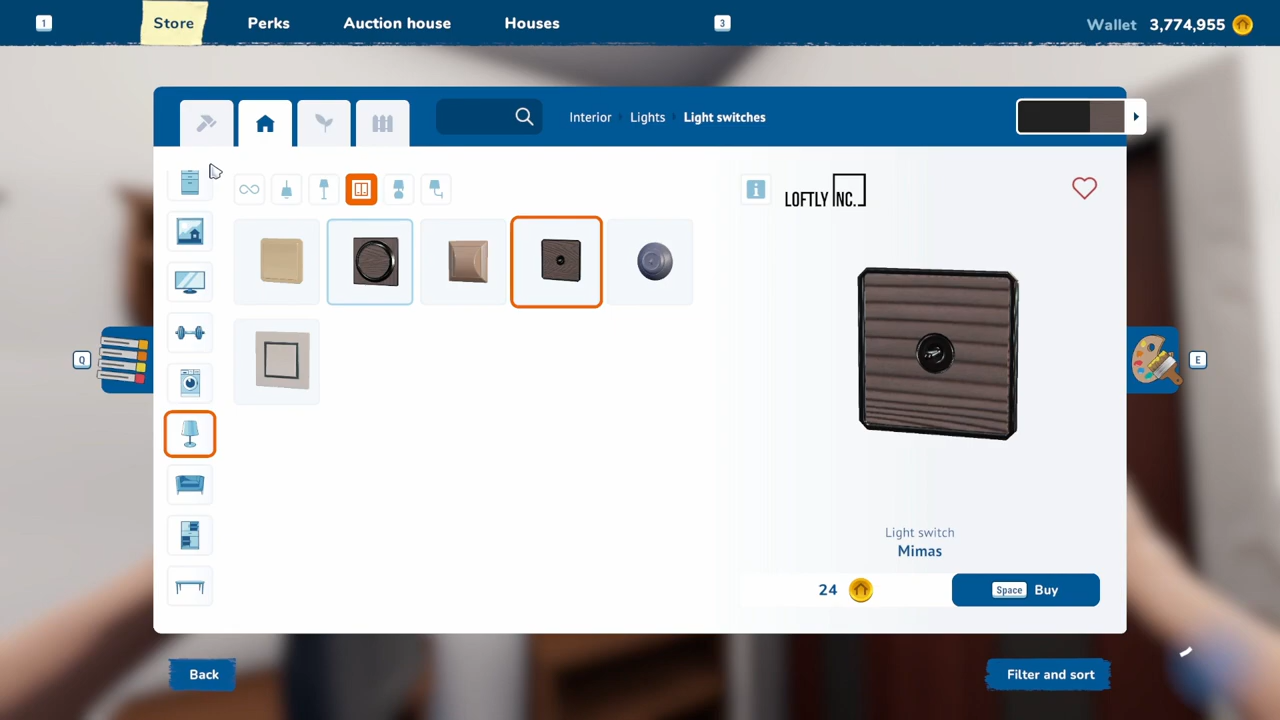 1 Store Perks Auction house Houses 3 Wallet 3,774,955
Interior Lights Light switches
i LOFTLY INC.
Q E
Light switch
Mimas
24 Space Buy
Back Filter and sort